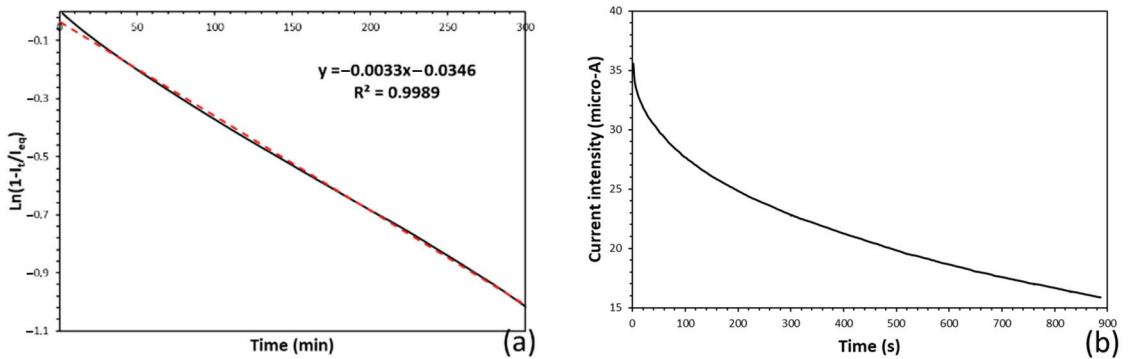 0 50 100 150 200 250 300
−0.1
−0.3
−0.5
−0.7
−0.9
−1.1
Ln(1-It/Ieq)
y =−0.0033x−0.0346
R² = 0.9989
Time (min)
(a)
40
35
30
25
20
15
Current intensity (micro-A)
0 100 200 300 400 500 600 700 800 900
Time (s)
(b)